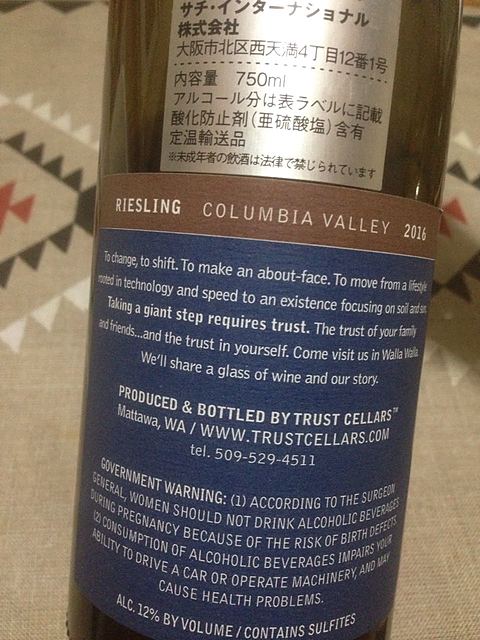 サチ・インターナショナル
株式会社
大阪市北区西天満4丁目12番1号
内容量 750ml
アルコール分は表ラベルに記載
酸化防止剤(亜硫酸塩)含有
定温輸送品
※未成年者の飲酒は法律で禁じられています
RIESLING COLUMBIA VALLEY 2016
To change, to shift. To make an about-face. To move from a lifestyle
rooted in technology and speed to an existence focusing on soil and sun.
Taking a giant step requires trust. The trust of your family
and friends...and the trust in yourself. Come visit us in Walla Walla.
We'll share a glass of wine and our story.
PRODUCED & BOTTLED BY TRUST CELLARS™
Mattawa, WA / WWW.TRUSTCELLARS.COM
tel. 509-529-4511
GOVERNMENT WARNING: (1) ACCORDING TO THE SURGEON
GENERAL, WOMEN SHOULD NOT DRINK ALCOHOLIC BEVERAGES
DURING PREGNANCY BECAUSE OF THE RISK OF BIRTH DEFECTS.
(2) CONSUMPTION OF ALCOHOLIC BEVERAGES IMPAIRS YOUR
ABILITY TO DRIVE A CAR OR OPERATE MACHINERY, AND MAY
CAUSE HEALTH PROBLEMS.
ALC. 12% BY VOLUME / CONTAINS SULFITES